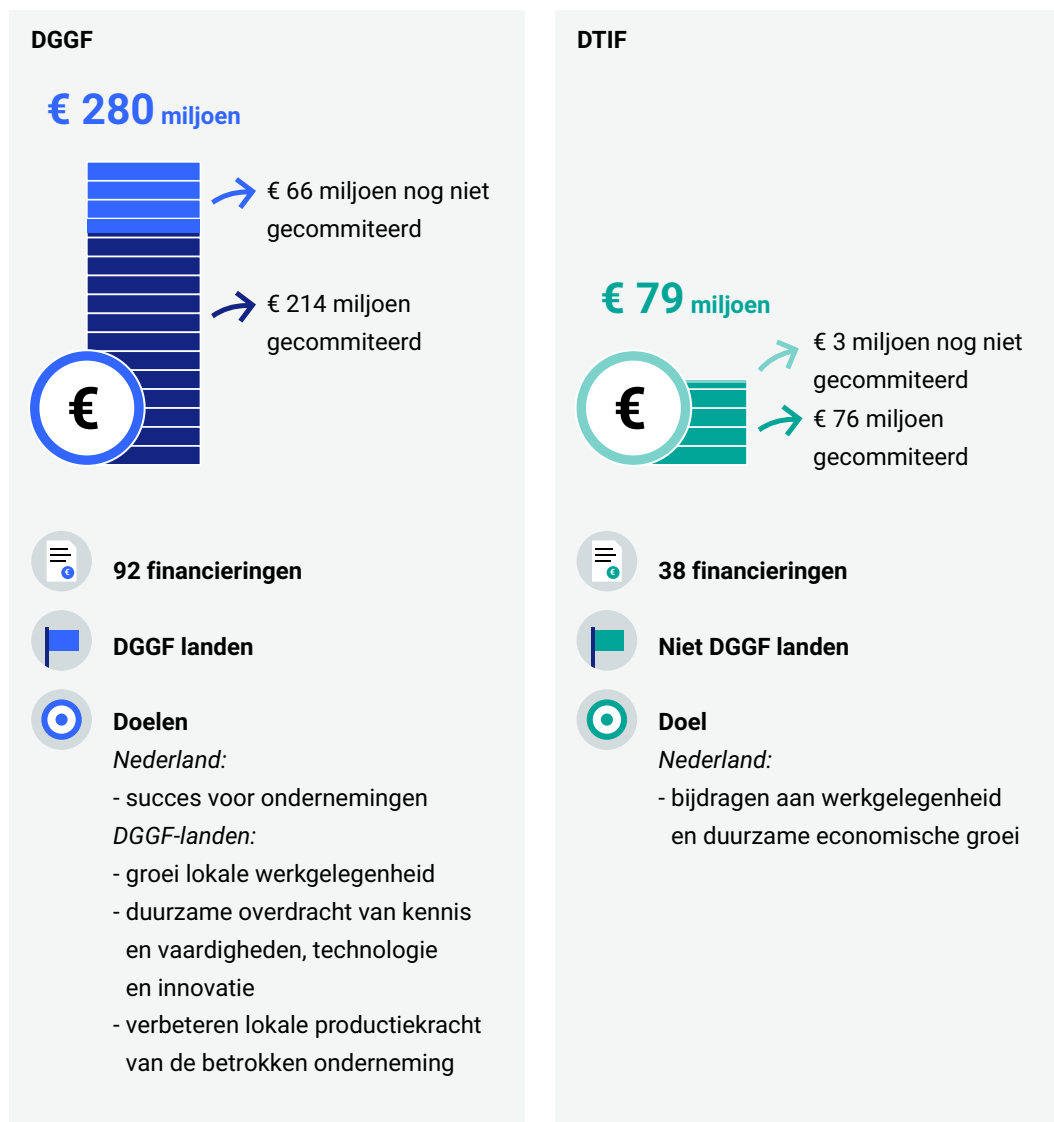 DGGF
€ 280 miljoen
€ 66 miljoen nog niet
gecommiteerd
€ 214 miljoen
gecommiteerd
€
92 financieringen
DGGF landen
Doelen
Nederland:
- succes voor ondernemingen
DGGF-landen:
- groei lokale werkgelegenheid
- duurzame overdracht van kennis
en vaardigheden, technologie
en innovatie
- verbeteren lokale productiekracht
van de betrokken onderneming
DTIF
€ 79 miljoen
€ 3 miljoen nog niet
gecommiteerd
€ 76 miljoen
gecommiteerd
€
38 financieringen
Niet DGGF landen
Doel
Nederland:
- bijdragen aan werkgelegenheid
en duurzame economische groei